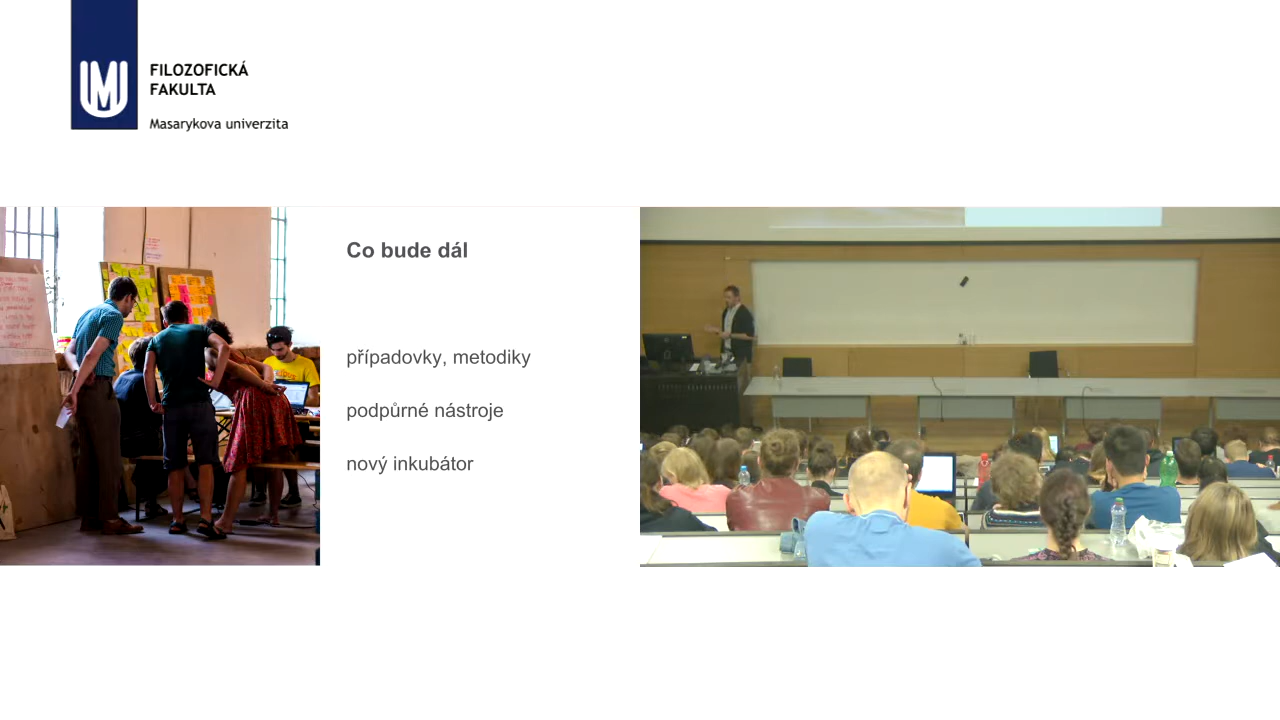 FILOZOFICKÁ
FAKULTA
Masarykova univerzita
Co bude dál
případovky, metodiky
podpůrné nástroje
nový inkubátor